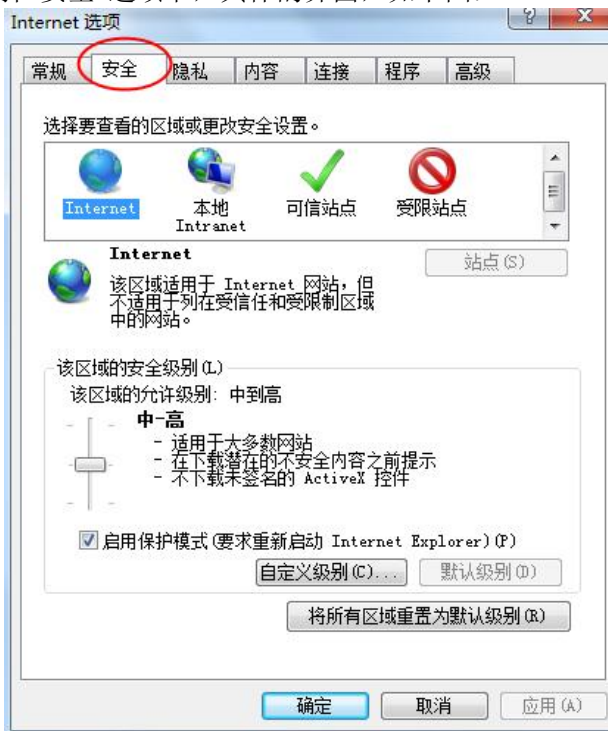 Internet 选项
常规 安全 隐私 内容 连接 程序 高级
选择要查看的区域或更改安全设置。
Internet 本地 Intranet 可信站点 受限站点
Internet
站点(S)
该区域适用于 Internet 网站，但
不适用于列在受信任和受限制区域
中的网站。
该区域的安全级别(L)
该区域的允许级别: 中到高
中-高
- 适用于大多数网站
- 在下载潜在的不安全内容之前提示
- 不下载未签名的 ActiveX 控件
启用保护模式(要求重新启动 Internet Explorer)(P)
自定义级别(C)... 默认级别(D)
将所有区域重置为默认级别(R)
确定 取消 应用(A)